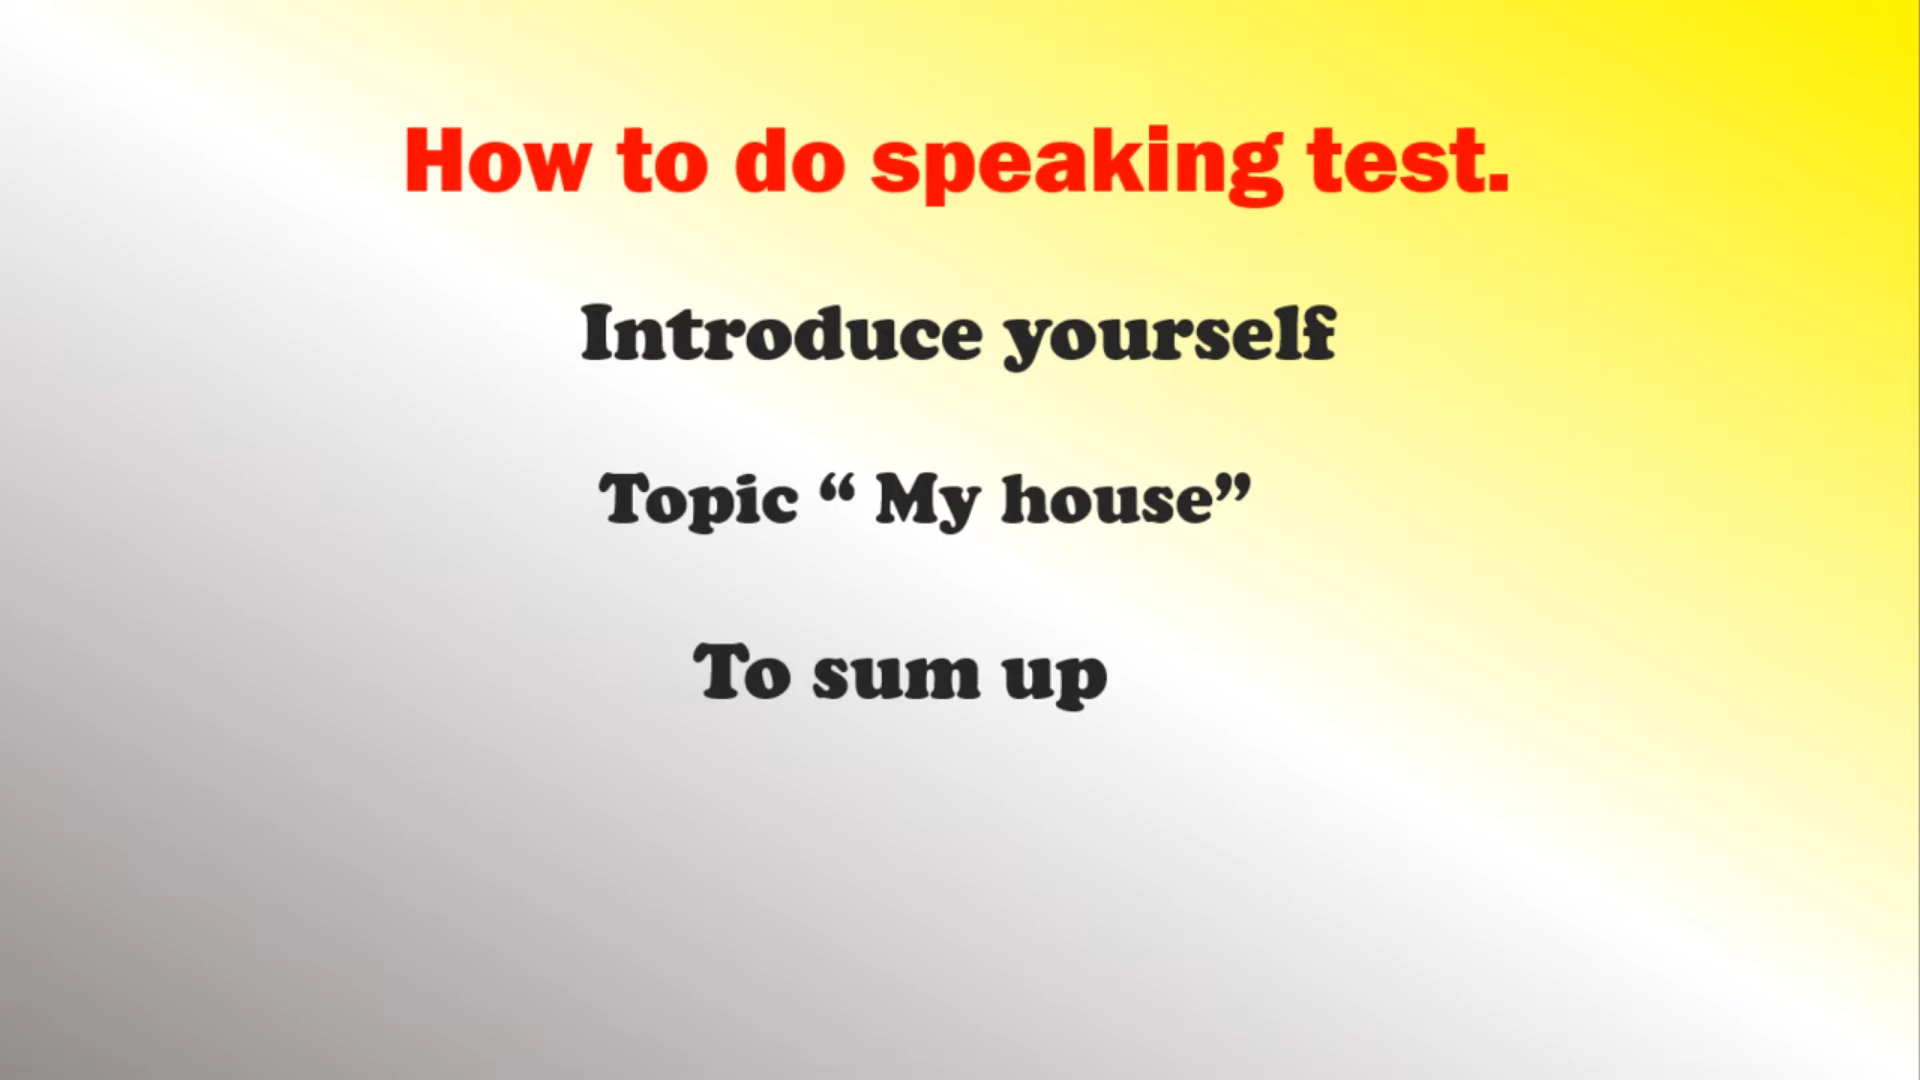 How to do speaking test.
Introduce yourself
Topic “ My house”
To sum up